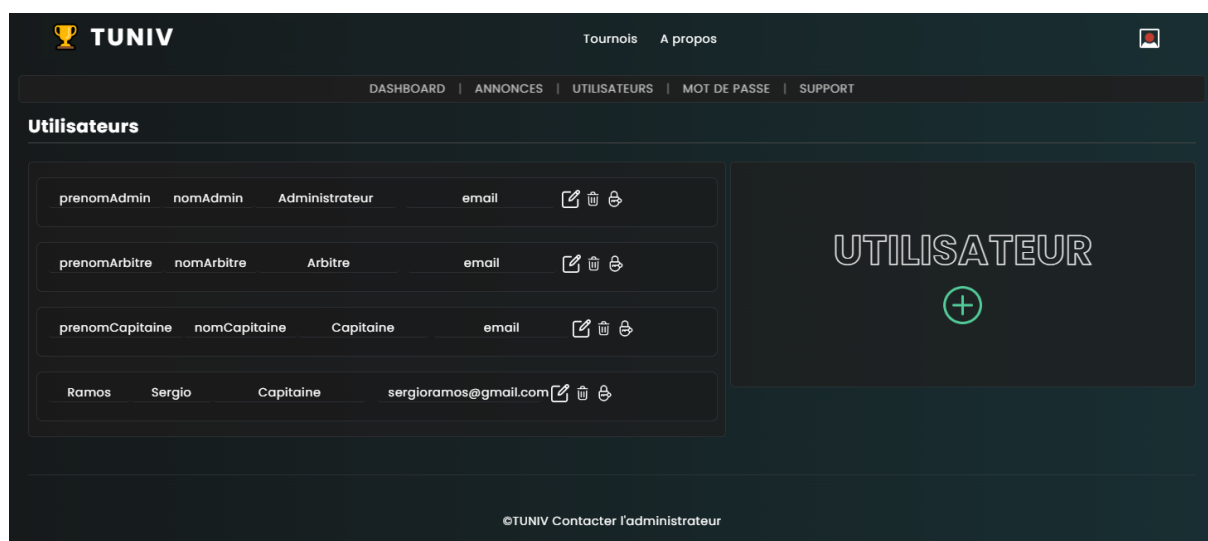 TUNIV
Tournois A propos
DASHBOARD | ANNONCES | UTILISATEURS | MOT DE PASSE | SUPPORT
Utilisateurs
prenomAdmin nomAdmin Administrateur email
prenomArbitre nomArbitre Arbitre email
prenomCapitaine nomCapitaine Capitaine email
Ramos Sergio Capitaine sergioramos@gmail.com
UTILISATEUR
©TUNIV Contacter l'administrateur